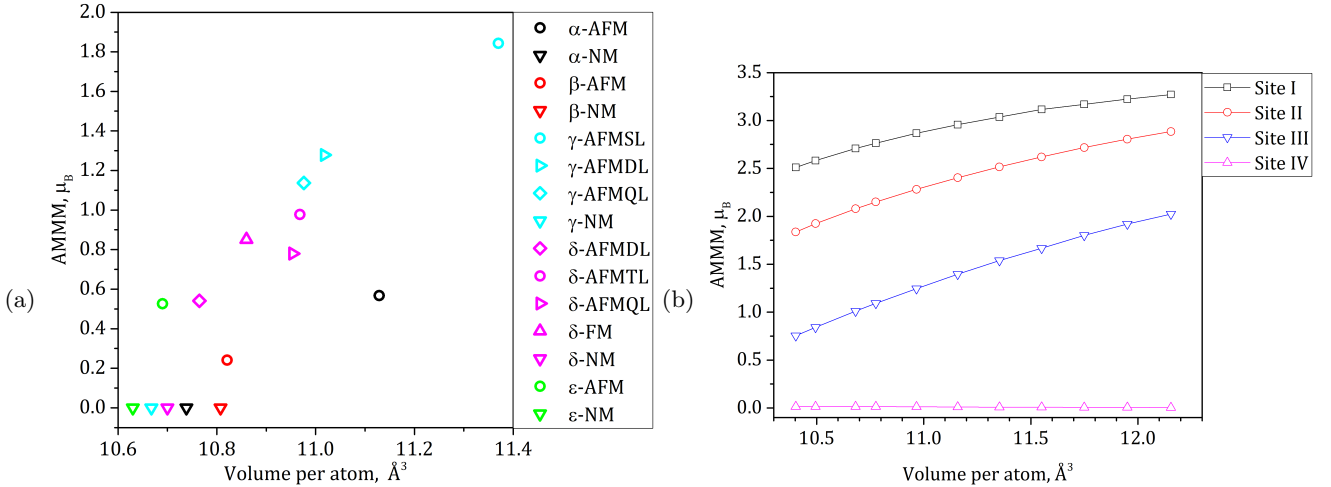 (a)
AMMM, μB
2.0
1.8
1.6
1.4
1.2
1.0
0.8
0.6
0.4
0.2
0.0
10.6 10.8 11.0 11.2 11.4
Volume per atom, Å3
α-AFM
α-NM
β-AFM
β-NM
γ-AFMSL
γ-AFMDL
γ-AFMQL
γ-NM
δ-AFMDL
δ-AFMTL
δ-AFMQL
δ-FM
δ-NM
ε-AFM
ε-NM
(b)
AMMM, μB
3.5
3.0
2.5
2.0
1.5
1.0
0.5
0.0
10.5 11.0 11.5 12.0
Volume per atom, Å3
Site I
Site II
Site III
Site IV